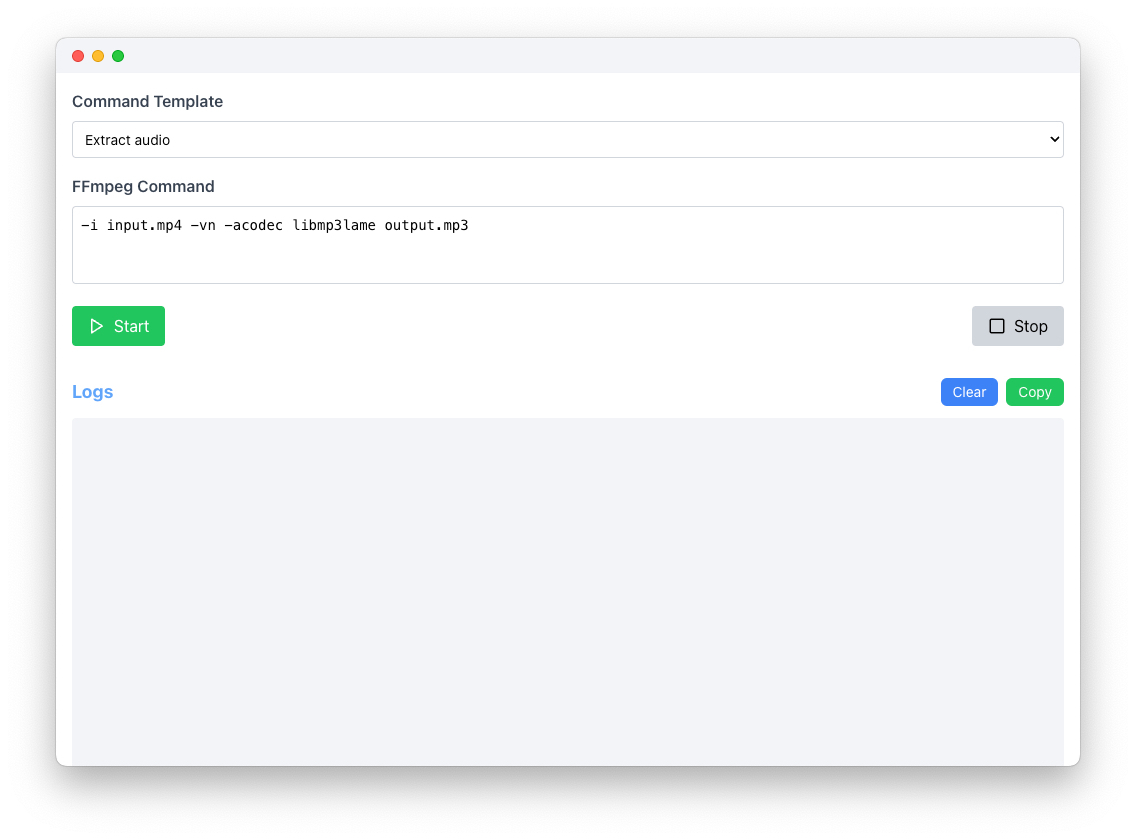 Command Template
Extract audio
FFmpeg Command
-i input.mp4 -vn -acodec libmp3lame output.mp3
Start
Stop
Logs
Clear
Copy